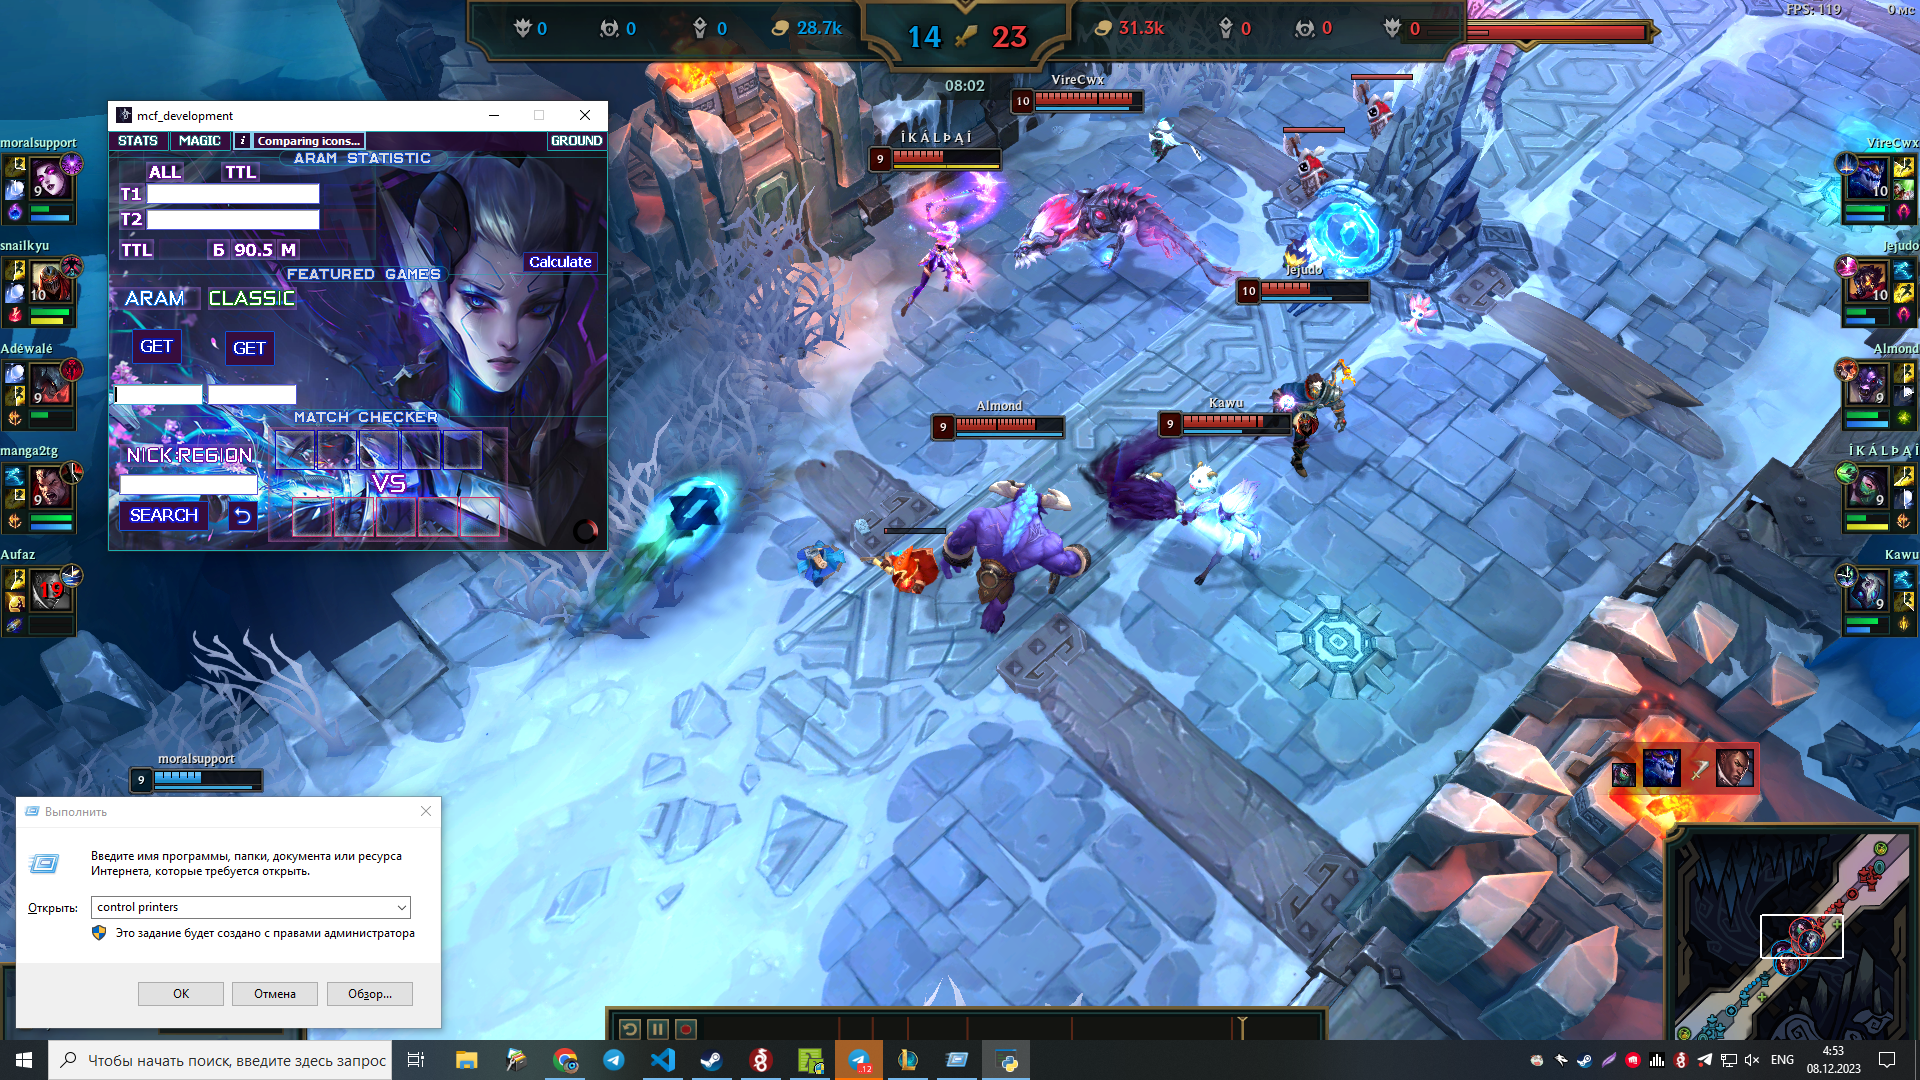 FPS: 119
0 мс
0
0
0
28.7k
14
23
31.3k
0
0
0
08:02
VireCwx
10
ÍKÁLÞĄÏ
9
Jejudo
10
Almond
9
Kawu
9
mcf_development
STATS
MAGIC
i
Comparing icons...
GROUND
ARAM STATISTIC
ALL
TTL
T1
T2
TTL
Б 90.5 M
Calculate
FEATURED GAMES
ARAM
CLASSIC
GET
GET
MATCH CHECKER
NICK:REGION
VS
SEARCH
moralsupport
9
snailkyu
10
Adéwalé
9
manga2tg
9
Aufaz
19
VireCwx
10
Jejudo
10
Almond
9
ÍKÁLÞĄÏ
9
Kawu
9
moralsupport
9
Выполнить
Введите имя программы, папки, документа или ресурса
Интернета, которые требуется открыть.
Открыть:
control printers
Это задание будет создано с правами администратора
OK
Отмена
Обзор...
Чтобы начать поиск, введите здесь запрос
..12
ENG
4:53
08.12.2023